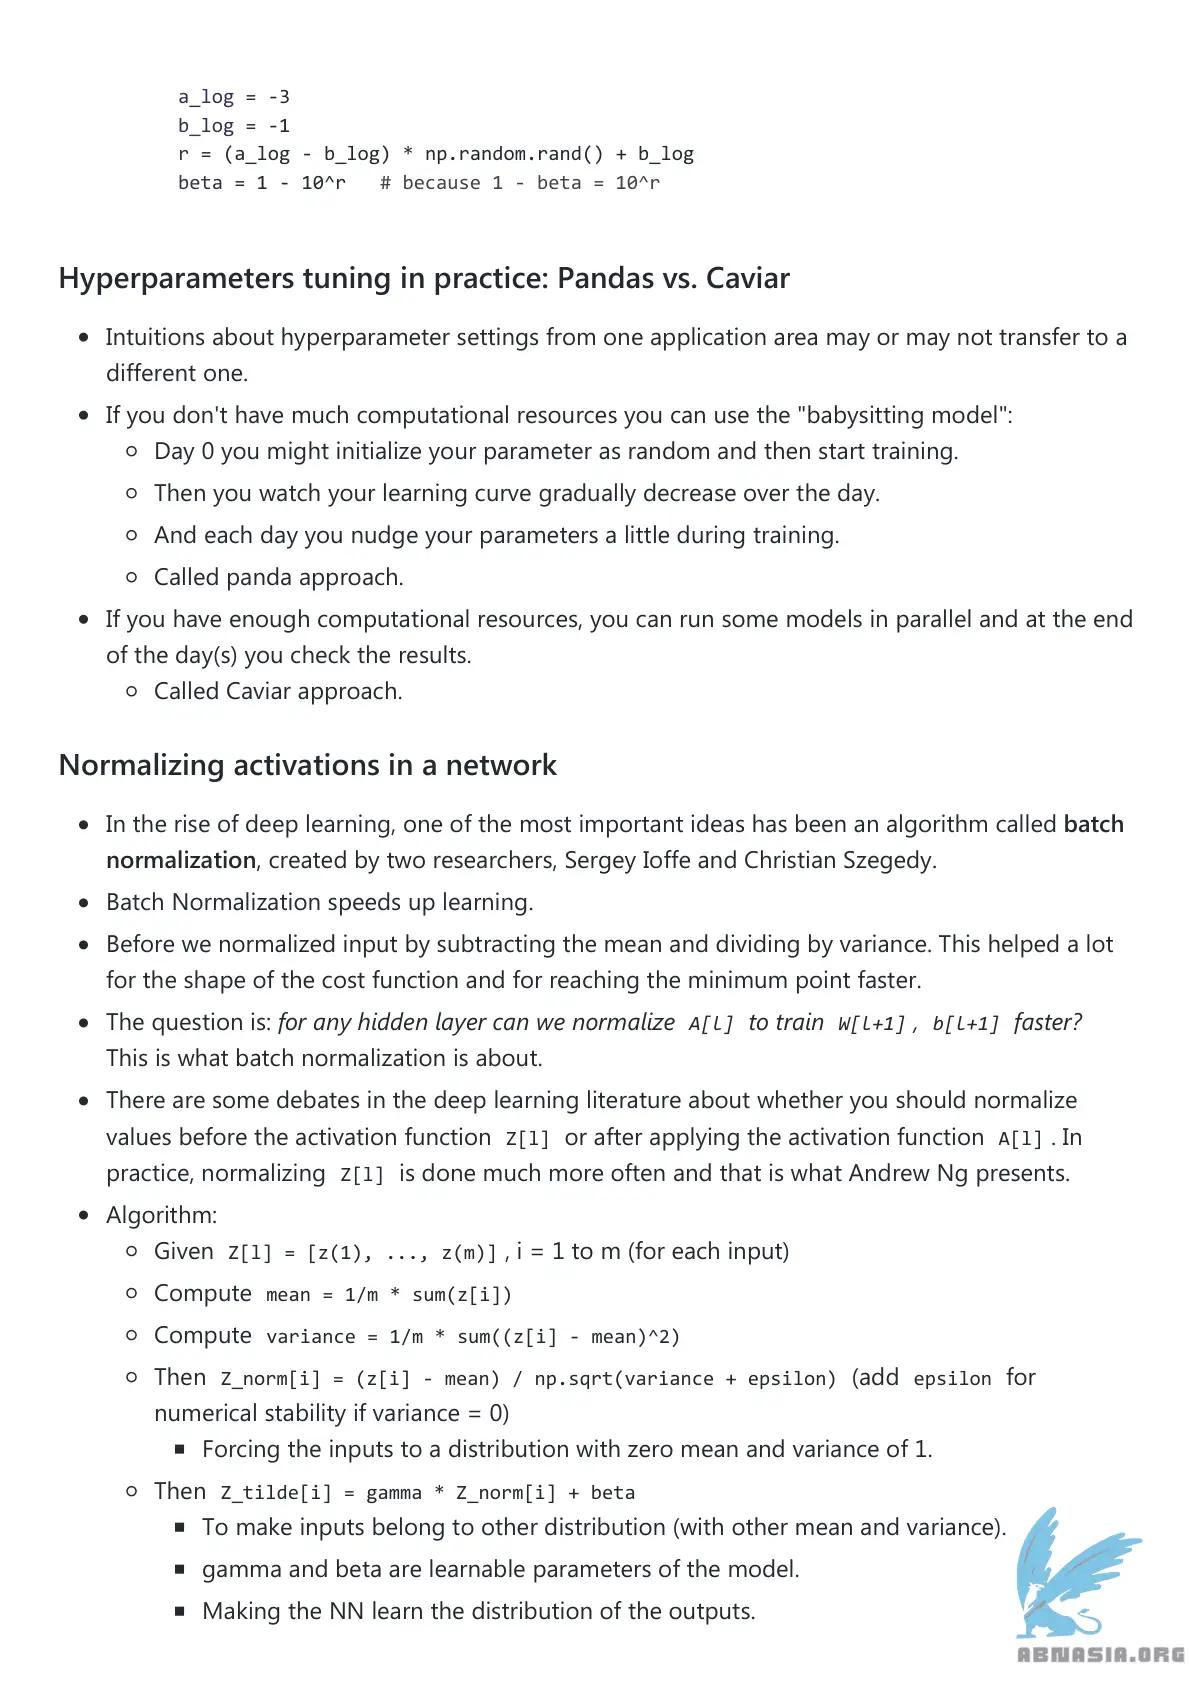 a_log = -3
b_log = -1
r = (a_log - b_log) * np.random.rand() + b_log
beta = 1 - 10^r   # because 1 - beta = 10^r
Hyperparameters tuning in practice: Pandas vs. Caviar
Intuitions about hyperparameter settings from one application area may or may not transfer to a
different one.
If you don't have much computational resources you can use the "babysitting model":
Day 0 you might initialize your parameter as random and then start training.
Then you watch your learning curve gradually decrease over the day.
And each day you nudge your parameters a little during training.
Called panda approach.
If you have enough computational resources, you can run some models in parallel and at the end
of the day(s) you check the results.
Called Caviar approach.
Normalizing activations in a network
In the rise of deep learning, one of the most important ideas has been an algorithm called batch
normalization, created by two researchers, Sergey Ioffe and Christian Szegedy.
Batch Normalization speeds up learning.
Before we normalized input by subtracting the mean and dividing by variance. This helped a lot
for the shape of the cost function and for reaching the minimum point faster.
The question is: for any hidden layer can we normalize A[l] to train W[l+1] , b[l+1] faster?
This is what batch normalization is about.
There are some debates in the deep learning literature about whether you should normalize
values before the activation function Z[l] or after applying the activation function A[l] . In
practice, normalizing Z[l] is done much more often and that is what Andrew Ng presents.
Algorithm:
Given Z[l] = [z(1), ..., z(m)] , i = 1 to m (for each input)
Compute mean = 1/m * sum(z[i])
Compute variance = 1/m * sum((z[i] - mean)^2)
Then Z_norm[i] = (z[i] - mean) / np.sqrt(variance + epsilon) (add epsilon for
numerical stability if variance = 0)
Forcing the inputs to a distribution with zero mean and variance of 1.
Then Z_tilde[i] = gamma * Z_norm[i] + beta
To make inputs belong to other distribution (with other mean and variance).
gamma and beta are learnable parameters of the model.
Making the NN learn the distribution of the outputs.
ABNASIA.ORG